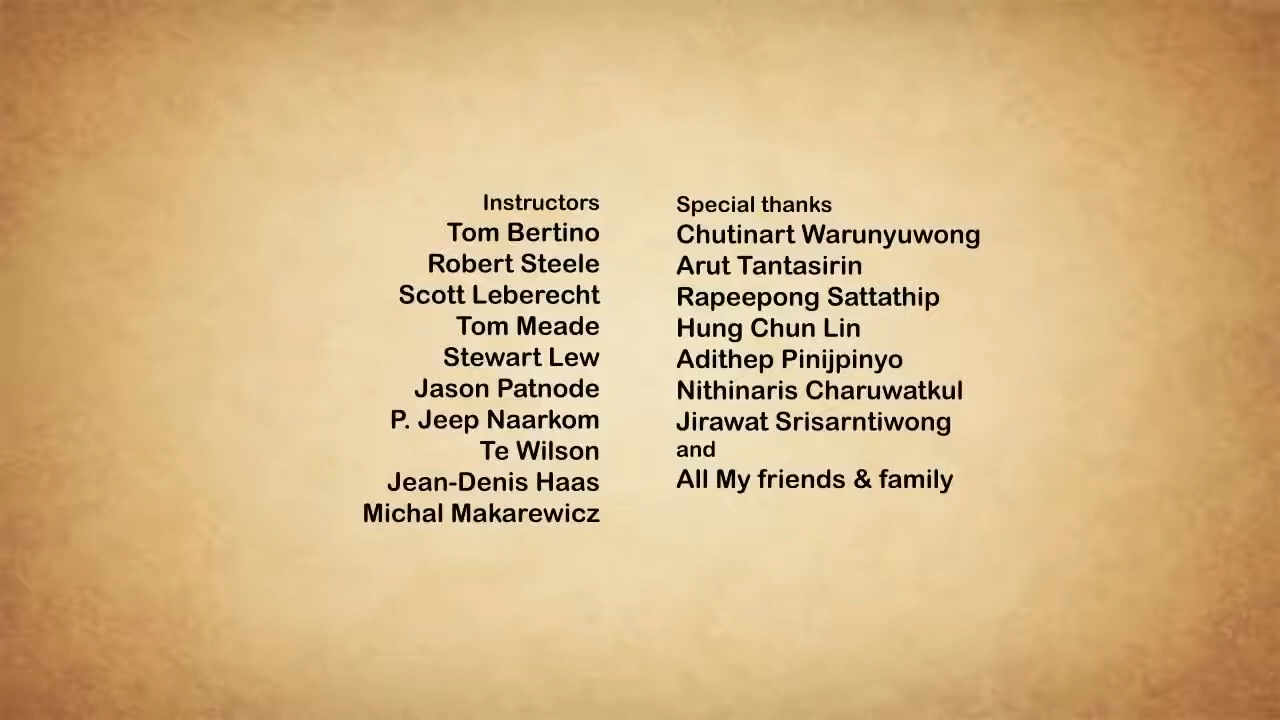 Instructors
Tom Bertino
Robert Steele
Scott Leberecht
Tom Meade
Stewart Lew
Jason Patnode
P. Jeep Naarkom
Te Wilson
Jean-Denis Haas
Michal Makarewicz
Special thanks
Chutinart Warunyuwong
Arut Tantasirin
Rapeepong Sattathip
Hung Chun Lin
Adithep Pinijpinyo
Nithinaris Charuwatkul
Jirawat Srisarntiwong
and
All My friends & family